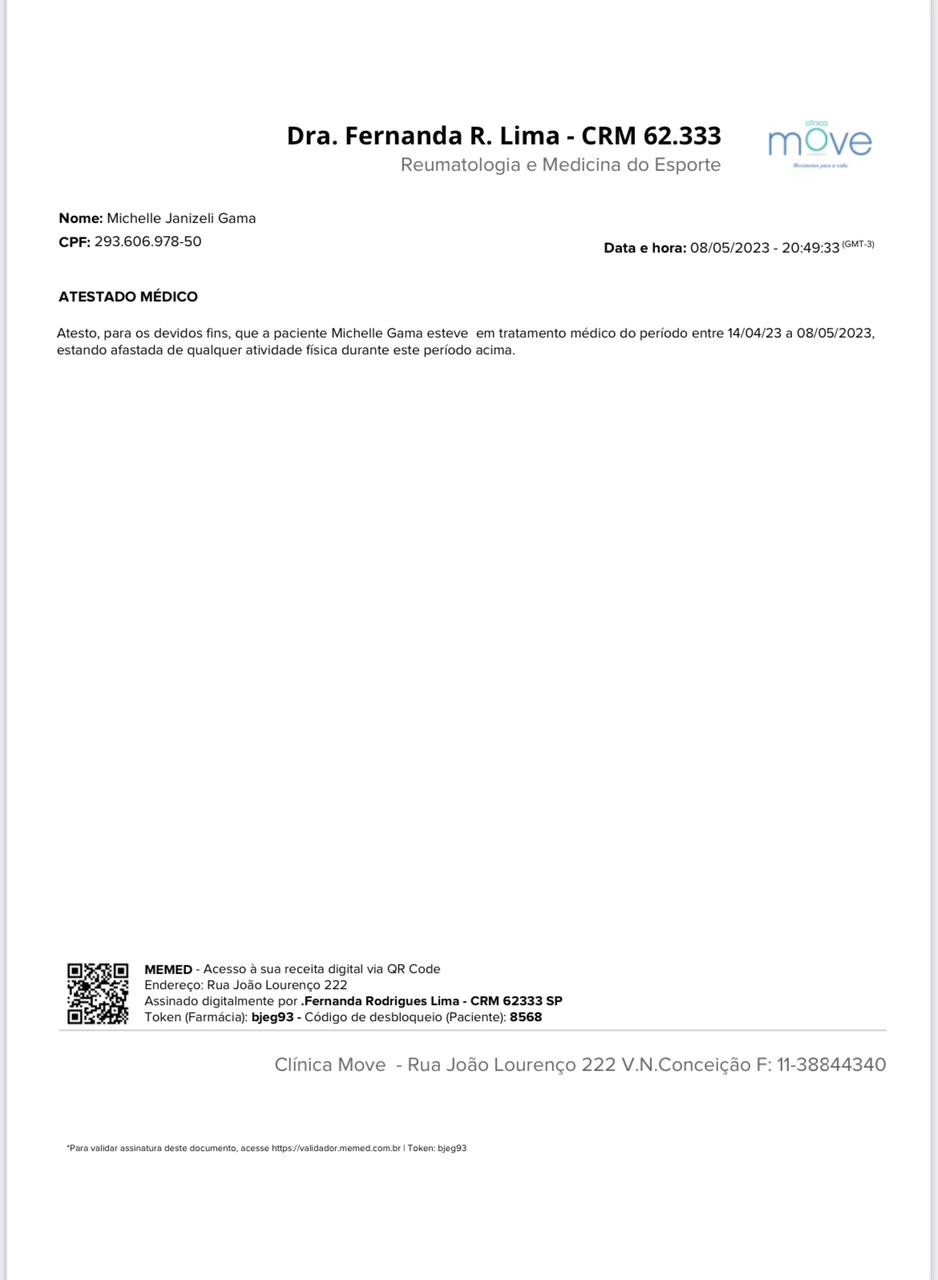 Dra. Fernanda R. Lima - CRM 62.333
Reumatologia e Medicina do Esporte
clínica
move
Movimento para a vida.
Nome: Michelle Janizeli Gama
CPF: 293.606.978-50
Data e hora: 08/05/2023 - 20:49:33 (GMT-3)
ATESTADO MÉDICO
Atesto, para os devidos fins, que a paciente Michelle Gama esteve  em tratamento médico do período entre 14/04/23 a 08/05/2023,
estando afastada de qualquer atividade física durante este período acima.
MEMED - Acesso à sua receita digital via QR Code
Endereço: Rua João Lourenço 222
Assinado digitalmente por .Fernanda Rodrigues Lima - CRM 62333 SP
Token (Farmácia): bjeg93 - Código de desbloqueio (Paciente): 8568
Clínica Move  - Rua João Lourenço 222 V.N.Conceição F: 11-38844340
*Para validar assinatura deste documento, acesse https://validador.memed.com.br | Token: bjeg93